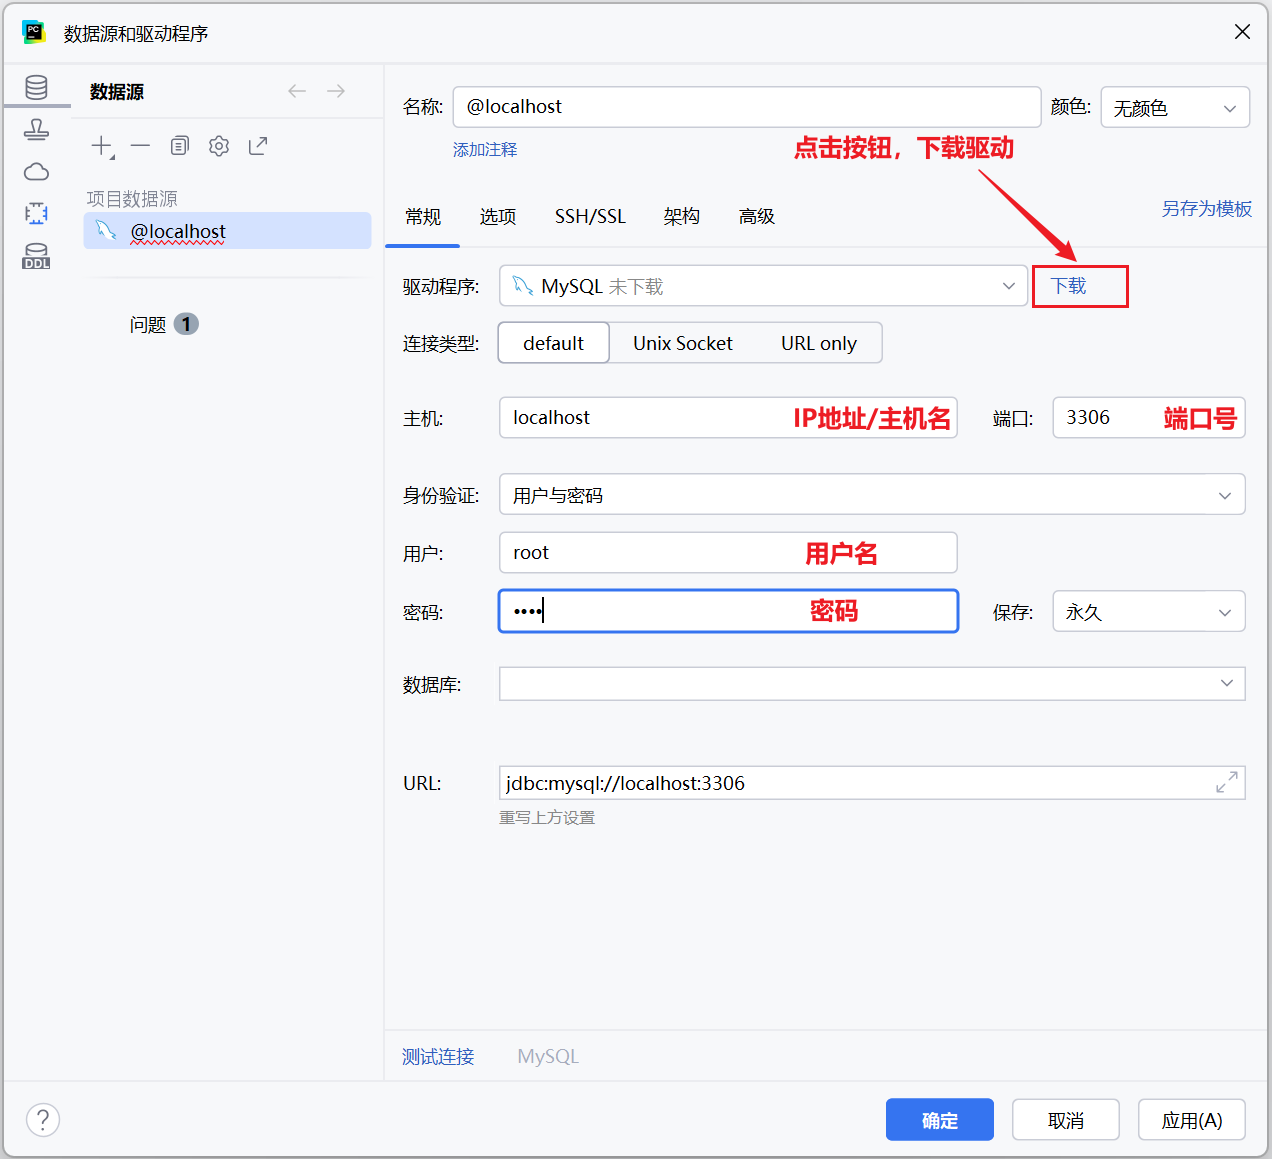 PC
数据源和驱动程序
数据源
项目数据源
@localhost
DDL
问题 1
名称: @localhost 颜色: 无颜色
添加注释
点击按钮，下载驱动
常规 选项 SSH/SSL 架构 高级 另存为模板
驱动程序: MySQL 未下载 下载
连接类型: default Unix Socket URL only
主机: localhost IP地址/主机名 端口: 3306 端口号
身份验证: 用户与密码
用户: root 用户名
密码: •••• 密码 保存: 永久
数据库:
URL: jdbc:mysql://localhost:3306
重写上方设置
测试连接 MySQL
? 确定 取消 应用(A)